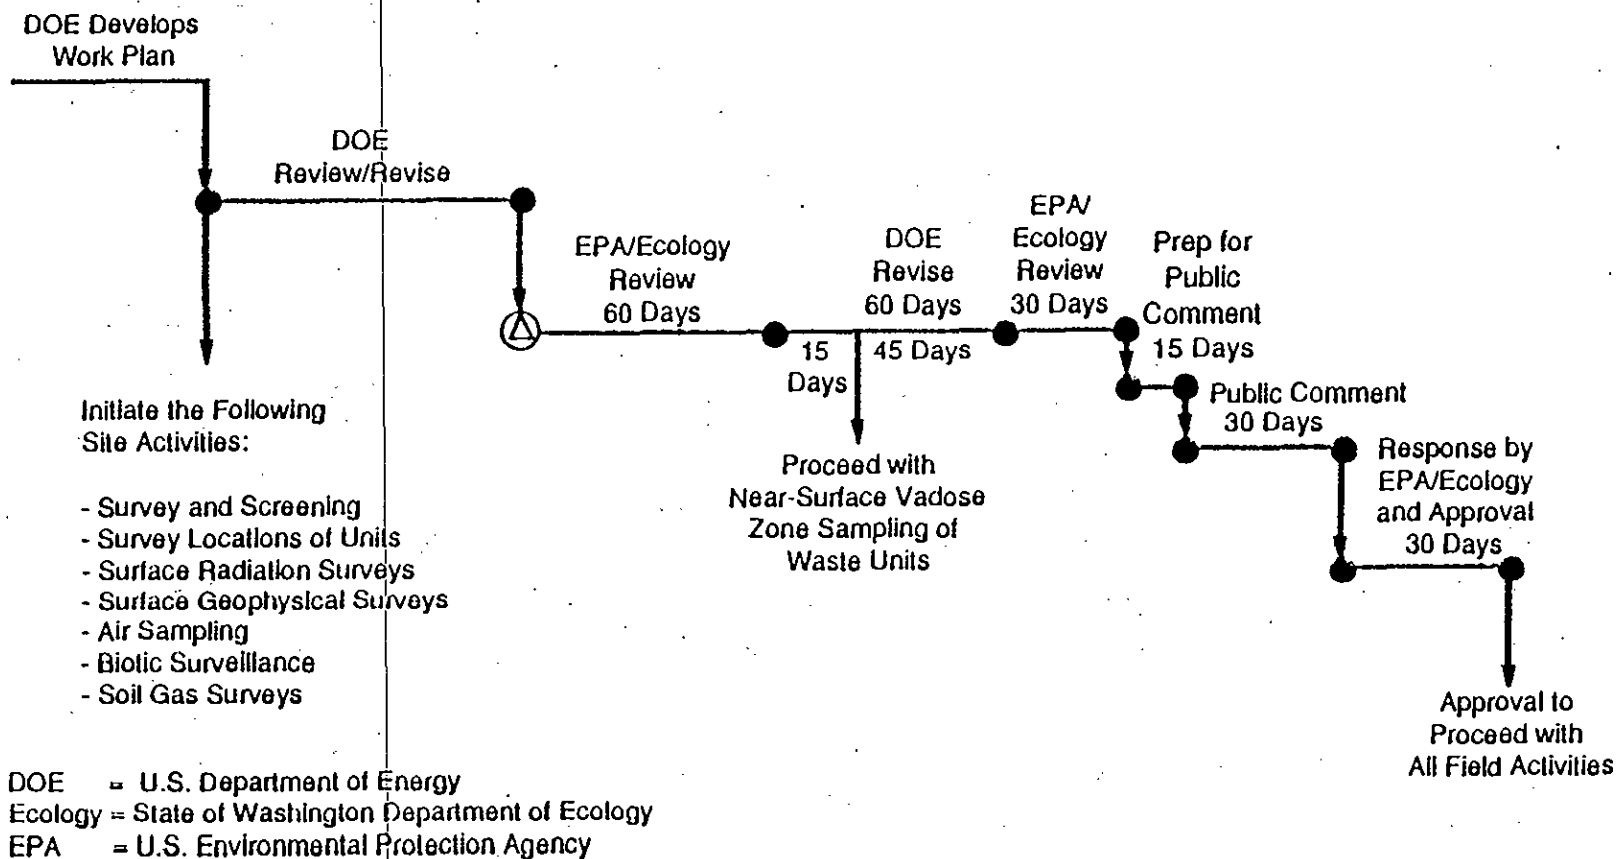 DOE Develops
Work Plan
DOE
Review/Revise
EPA/Ecology
Review
60 Days
15
Days
DOE
Revise
60 Days
45 Days
EPA/
Ecology
Review
30 Days
Prep for
Public
Comment
15 Days
Public Comment
30 Days
Response by
EPA/Ecology
and Approval
30 Days
Initiate the Following
Site Activities:
- Survey and Screening
- Survey Locations of Units
- Surface Radiation Surveys
- Surface Geophysical Surveys
- Air Sampling
- Biotic Surveillance
- Soil Gas Surveys
Proceed with
Near-Surface Vadose
Zone Sampling of
Waste Units
Approval to
Proceed with
All Field Activities
DOE = U.S. Department of Energy
Ecology = State of Washington Department of Ecology
EPA = U.S. Environmental Protection Agency